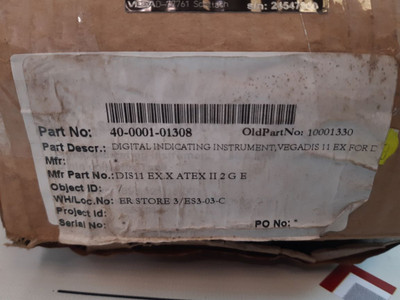 Part No: 40-0001-01308 OldPartNo: 10001330
Part Descr.: DIGITAL INDICATING INSTRUMENT,VEGADIS 11 EX FOR D
Mfr:
Mfr Part No.:DIS11 EX X ATEX II 2 G E
Object ID: /
WH/Loc.No: ER STORE 3/ES3-03-C
Project Id:
Serial No: PO No: *